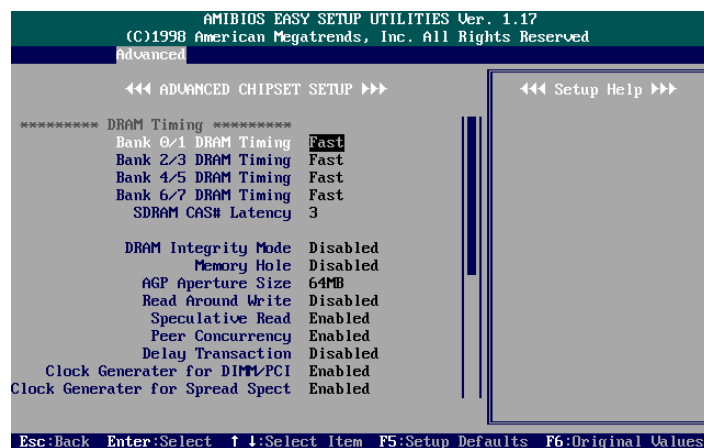 AMIBIOS EASY SETUP UTILITIES Ver. 1.17
(C)1998 American Megatrends, Inc. All Rights Reserved
Advanced
ADVANCED CHIPSET SETUP
Setup Help
********* DRAM Timing *********
Bank 0/1 DRAM Timing Fast
Bank 2/3 DRAM Timing Fast
Bank 4/5 DRAM Timing Fast
Bank 6/7 DRAM Timing Fast
SDRAM CAS# Latency 3
DRAM Integrity Mode Disabled
Memory Hole Disabled
AGP Aperture Size 64MB
Read Around Write Disabled
Speculative Read Enabled
Peer Concurrency Enabled
Delay Transaction Disabled
Clock Generater for DIMM/PCI Enabled
Clock Generater for Spread Spect Enabled
Esc:Back Enter:Select ↑ ↓:Select Item F5:Setup Defaults F6:Original Values